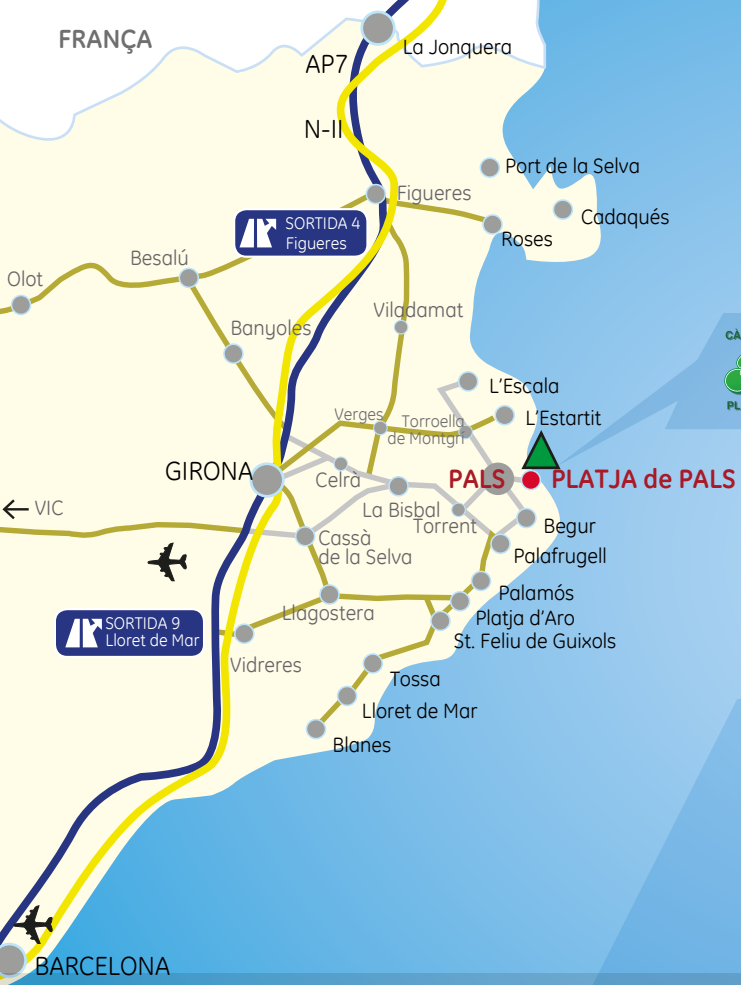 FRANÇA
La Jonquera
AP7
N-II
Port de la Selva
Figueres
Cadaqués
SORTIDA 4
Figueres
Roses
Besalú
Olot
Viladamat
Banyoles
L'Escala
Verges
Torroella
de Montgrí
L'Estartit
GIRONA
Celrà
PALS
PLATJA de PALS
VIC
La Bisbal
Torrent
Begur
Cassà
de la Selva
Palafrugell
Palamós
Llagostera
Platja d'Aro
SORTIDA 9
Lloret de Mar
St. Feliu de Guixols
Vidreres
Tossa
Lloret de Mar
Blanes
BARCELONA